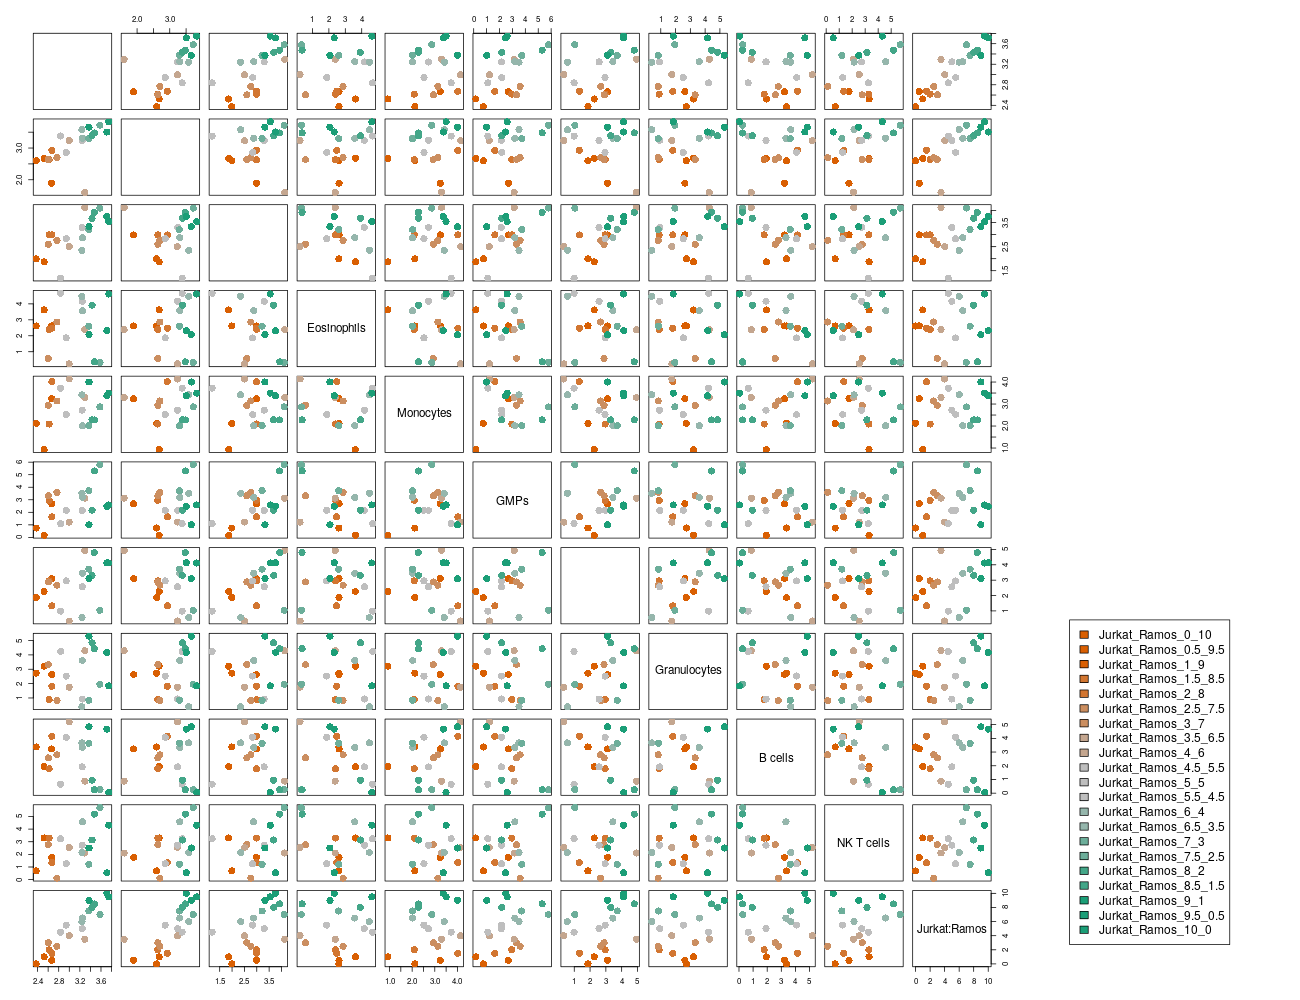 2.0 3.0
1 2 3 4
0 1 2 3 4 5 6
1 2 3 4 5
0 1 2 3 4 5
2.4 2.8 3.2 3.6
2.0 3.0
1.5 2.5 3.5
1 2 3 4
Eosinophils
Monocytes
1.0 2.0 3.0 4.0
0 1 2 3 4 5 6
GMPs
1 2 3 4 5
1 2 3 4 5
Granulocytes
B cells
0 1 2 3 4 5
0 1 2 3 4 5
NK T cells
Jurkat:Ramos
0 2 4 6 8 10
2.4 2.8 3.2 3.6
1.5 2.5 3.5
1.0 2.0 3.0 4.0
1 2 3 4 5
0 1 2 3 4 5
0 2 4 6 8 10
Jurkat_Ramos_0_10
Jurkat_Ramos_0.5_9.5
Jurkat_Ramos_1_9
Jurkat_Ramos_1.5_8.5
Jurkat_Ramos_2_8
Jurkat_Ramos_2.5_7.5
Jurkat_Ramos_3_7
Jurkat_Ramos_3.5_6.5
Jurkat_Ramos_4_6
Jurkat_Ramos_4.5_5.5
Jurkat_Ramos_5_5
Jurkat_Ramos_5.5_4.5
Jurkat_Ramos_6_4
Jurkat_Ramos_6.5_3.5
Jurkat_Ramos_7_3
Jurkat_Ramos_7.5_2.5
Jurkat_Ramos_8_2
Jurkat_Ramos_8.5_1.5
Jurkat_Ramos_9_1
Jurkat_Ramos_9.5_0.5
Jurkat_Ramos_10_0